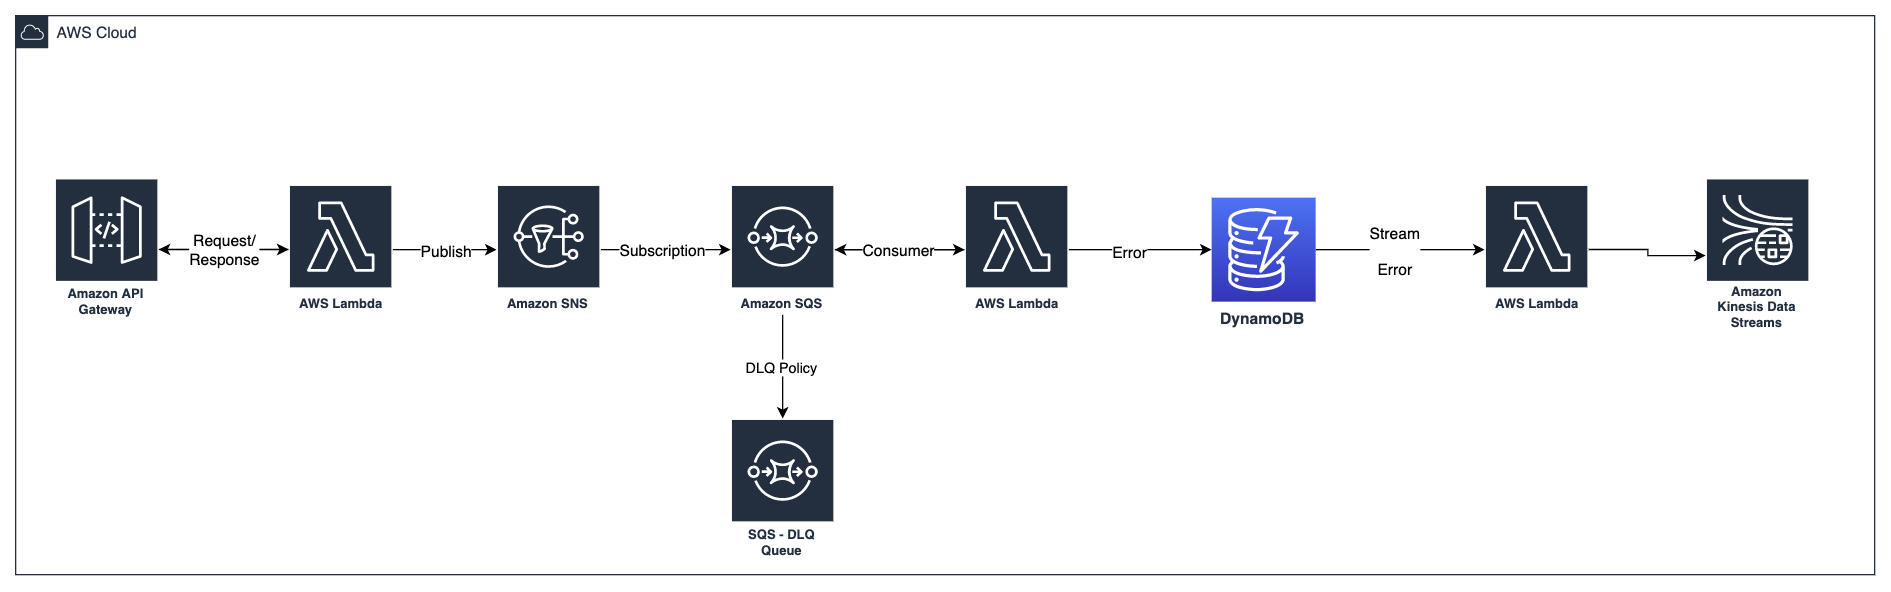 AWS Cloud
Request/
Response
Publish
Subscription
Consumer
Error
Stream
Error
Amazon API
Gateway
AWS Lambda
Amazon SNS
Amazon SQS
AWS Lambda
DynamoDB
AWS Lambda
Amazon
Kinesis Data
Streams
DLQ Policy
SQS - DLQ
Queue